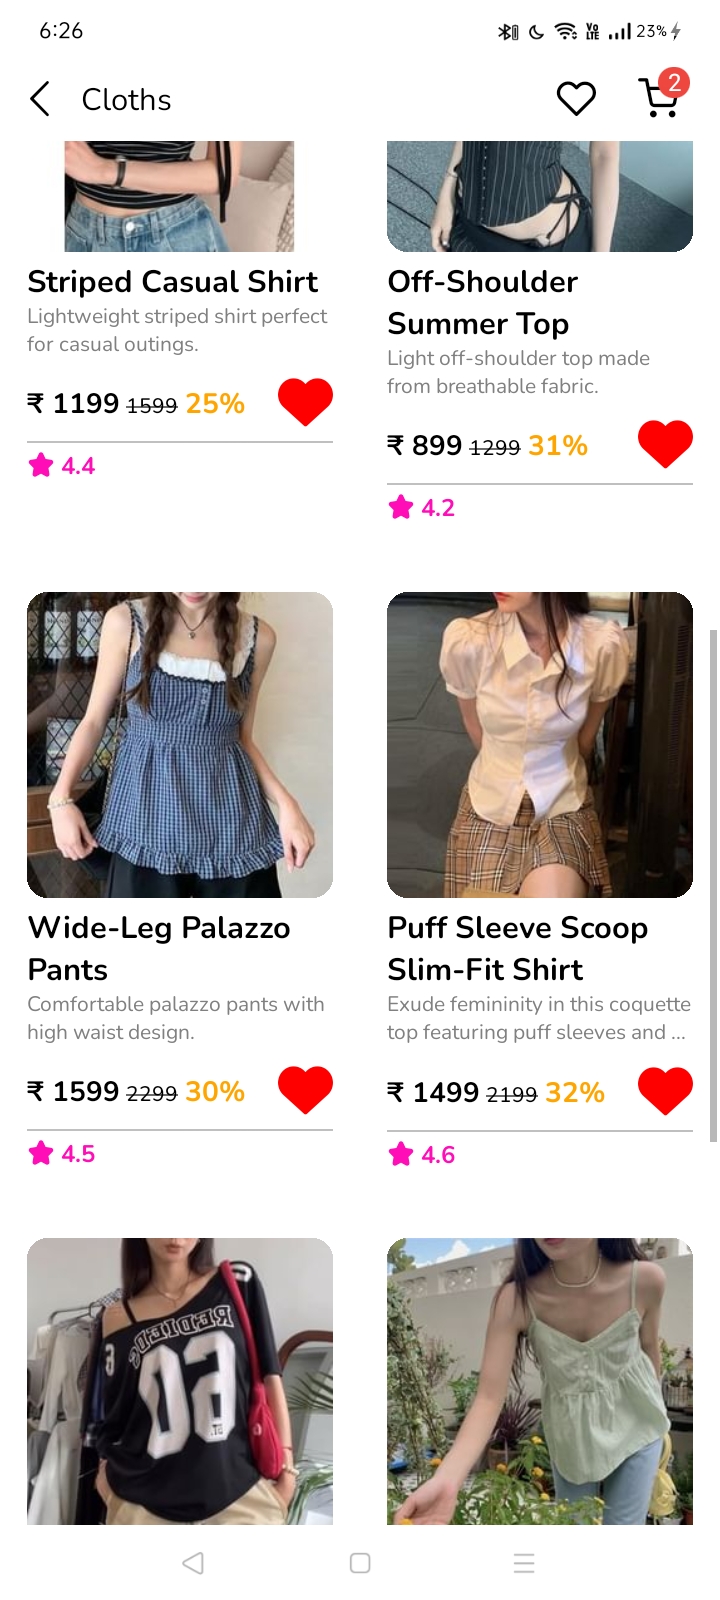 6:26
VO LTE 23%
Cloths
2
Striped Casual Shirt
Lightweight striped shirt perfect
for casual outings.
₹ 1199 1599 25%
4.4
Off-Shoulder
Summer Top
Light off-shoulder top made
from breathable fabric.
₹ 899 1299 31%
4.2
Wide-Leg Palazzo
Pants
Comfortable palazzo pants with
high waist design.
₹ 1599 2299 30%
4.5
Puff Sleeve Scoop
Slim-Fit Shirt
Exude femininity in this coquette
top featuring puff sleeves and ...
₹ 1499 2199 32%
4.6